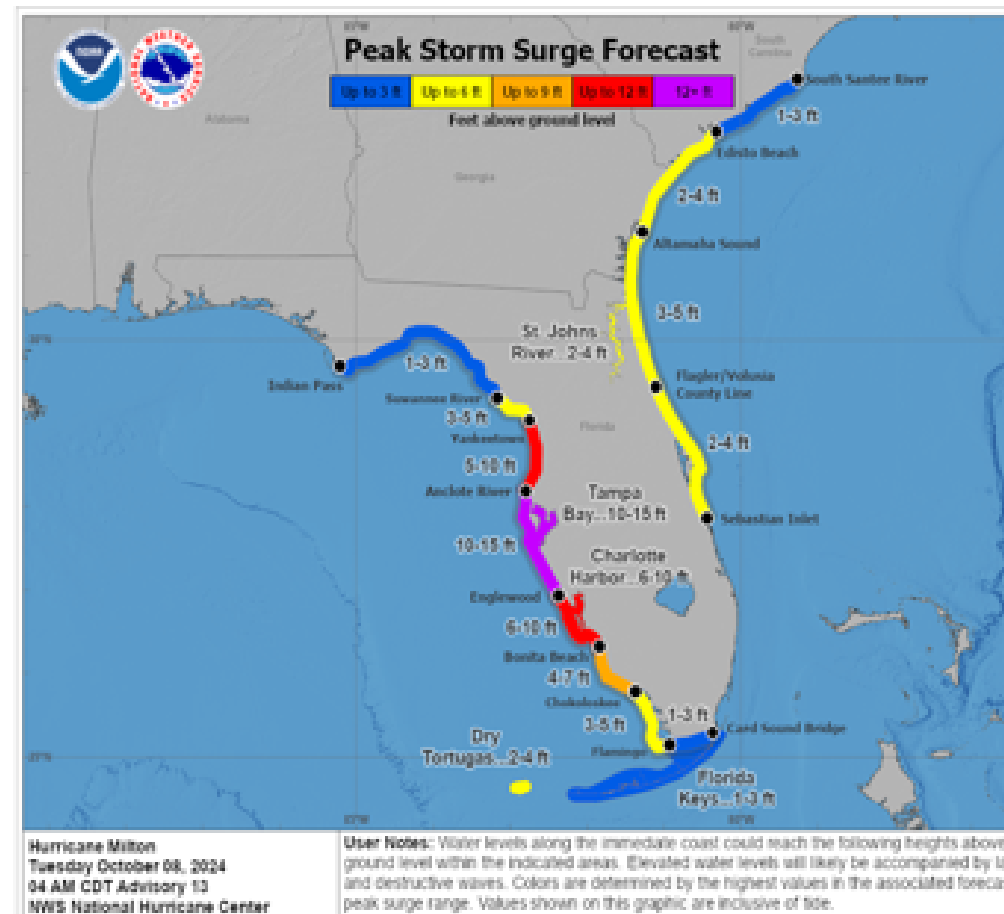 NOAA
85°W
80°W
South
Carolina
Peak Storm Surge Forecast
Up to 3 ft
Up to 6 ft
Up to 9 ft
Up to 12 ft
12+ ft
Feet above ground level
South Santee River
1-3 ft
Alabama
Georgia
Edisto Beach
2-4 ft
Altamaha Sound
3-5 ft
St. Johns
River...2-4 ft
30°N
1-3 ft
Indian Pass
Suwannee River
3-5 ft
Yankeetown
Flagler/Volusia
County Line
Florida
2-4 ft
5-10 ft
Anclote River
Tampa
Bay...10-15 ft
Sebastian Inlet
10-15 ft
Charlotte
Harbor...6-10 ft
Englewood
6-10 ft
Bonita Beach
4-7 ft
Chokoloskee
3-5 ft
1-3 ft
Card Sound Bridge
Flamingo
Dry
Tortugas...2-4 ft
25°N
Florida
Keys...1-3 ft
85°W
80°W
Hurricane Milton
Tuesday October 08, 2024
04 AM CDT Advisory 13
NWS National Hurricane Center
User Notes: Water levels along the immediate coast could reach the following heights above
ground level within the indicated areas. Elevated water levels will likely be accompanied by
and destructive waves. Colors are determined by the highest values in the associated
peak surge range. Values shown on this graphic are inclusive of tide.